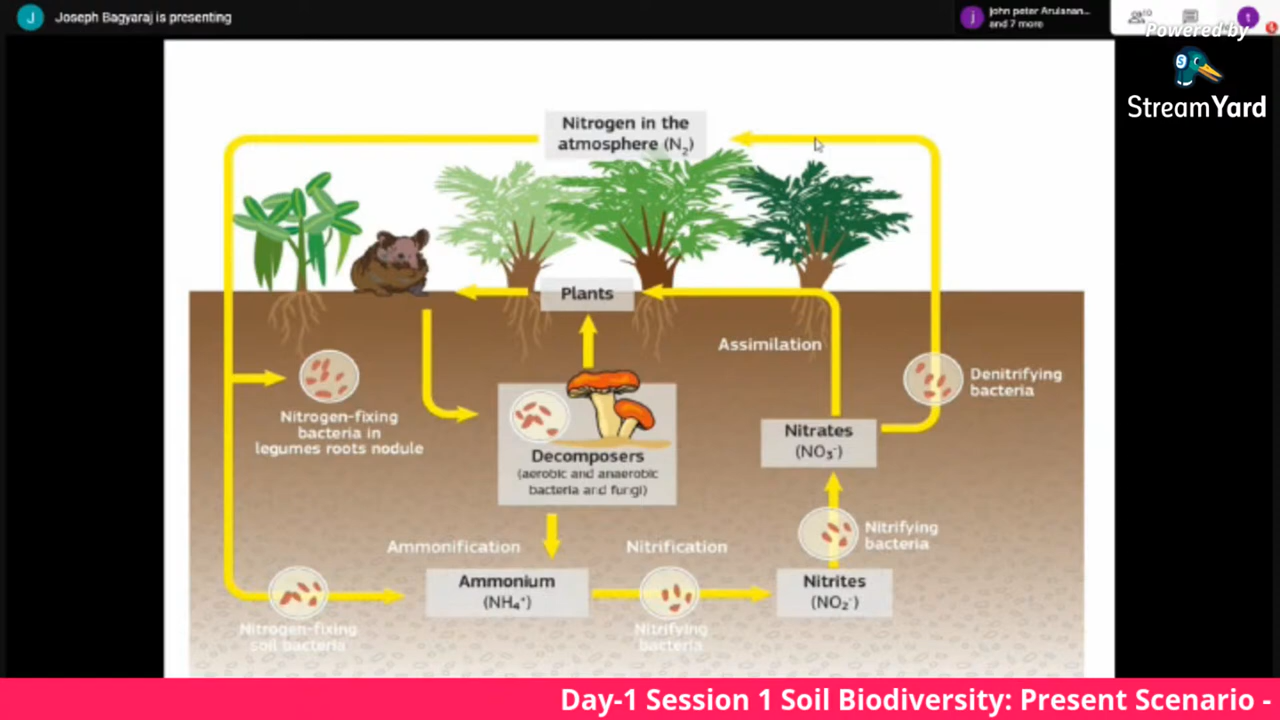 J Joseph Bagyaraj is presenting
j john peter Arulanan...
and 7 more
10
t
Powered by
StreamYard
Nitrogen in the
atmosphere (N₂)
Plants
Assimilation
Denitrifying
bacteria
Nitrogen-fixing
bacteria in
legumes roots nodule
Nitrates
(NO₃⁻)
Decomposers
(aerobic and anaerobic
bacteria and fungi)
Nitrifying
bacteria
Ammonification
Nitrification
Ammonium
(NH₄⁺)
Nitrites
(NO₂⁻)
Nitrogen-fixing
soil bacteria
Nitrifying
bacteria
Day-1 Session 1 Soil Biodiversity: Present Scenario -